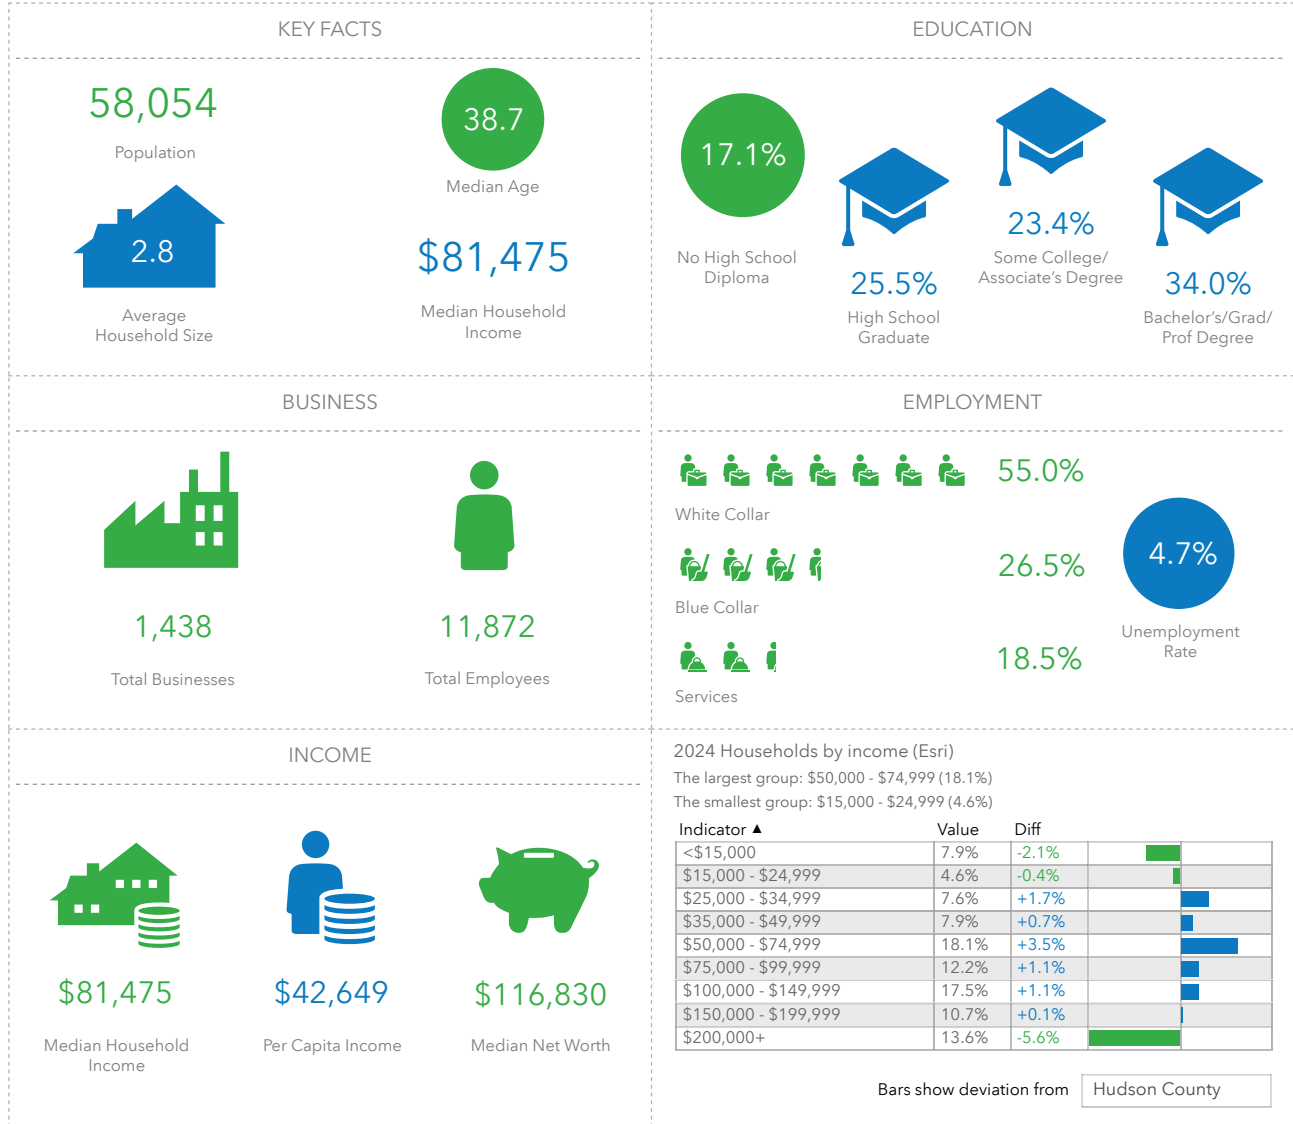 KEY FACTS
58,054
Population
38.7
Median Age
2.8
Average
Household Size
$81,475
Median Household
Income
EDUCATION
17.1%
No High School
Diploma
25.5%
High School
Graduate
23.4%
Some College/
Associate's Degree
34.0%
Bachelor's/Grad/
Prof Degree
BUSINESS
1,438
Total Businesses
11,872
Total Employees
EMPLOYMENT
55.0%
White Collar
26.5%
Blue Collar
18.5%
Services
4.7%
Unemployment
Rate
INCOME
$81,475
Median Household
Income
$42,649
Per Capita Income
$116,830
Median Net Worth
2024 Households by income (Esri)
The largest group: $50,000 - $74,999 (18.1%)
The smallest group: $15,000 - $24,999 (4.6%)
Indicator ▲ Value Diff
<$15,000 7.9% -2.1%
$15,000 - $24,999 4.6% -0.4%
$25,000 - $34,999 7.6% +1.7%
$35,000 - $49,999 7.9% +0.7%
$50,000 - $74,999 18.1% +3.5%
$75,000 - $99,999 12.2% +1.1%
$100,000 - $149,999 17.5% +1.1%
$150,000 - $199,999 10.7% +0.1%
$200,000+ 13.6% -5.6%
Bars show deviation from Hudson County